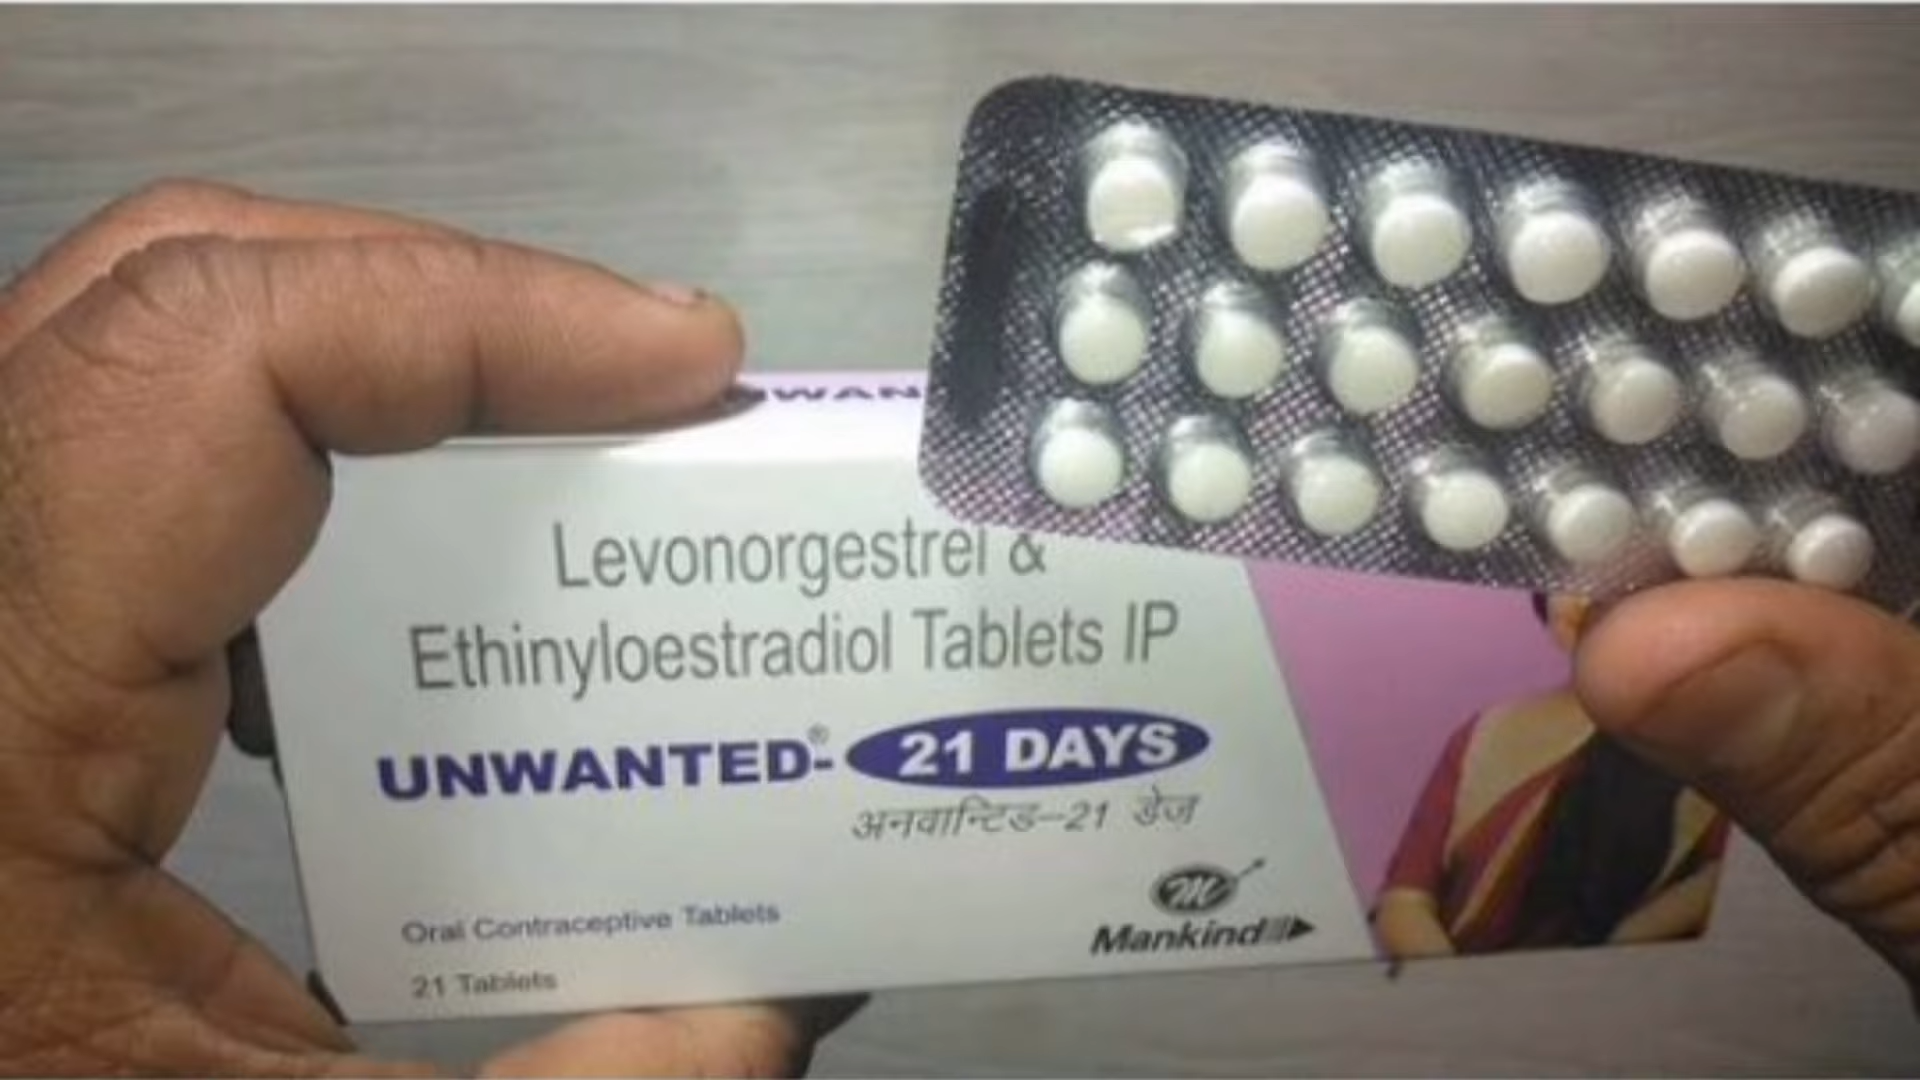 Levonorgestrel &
Ethinyloestradiol Tablets IP
UNWANTED®-21 DAYS
अनवान्टिड-21 डेज
Oral Contraceptive Tablets
21 Tablets
Mankind